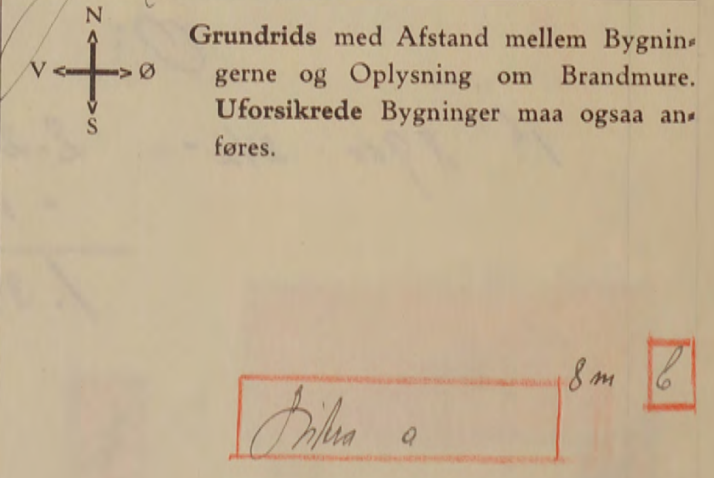 N
V Ø
S
Grundrids med Afstand mellem Bygnin-
gerne og Oplysning om Brandmure.
Uforsikrede Bygninger maa ogsaa an-
føres.
8 m
a